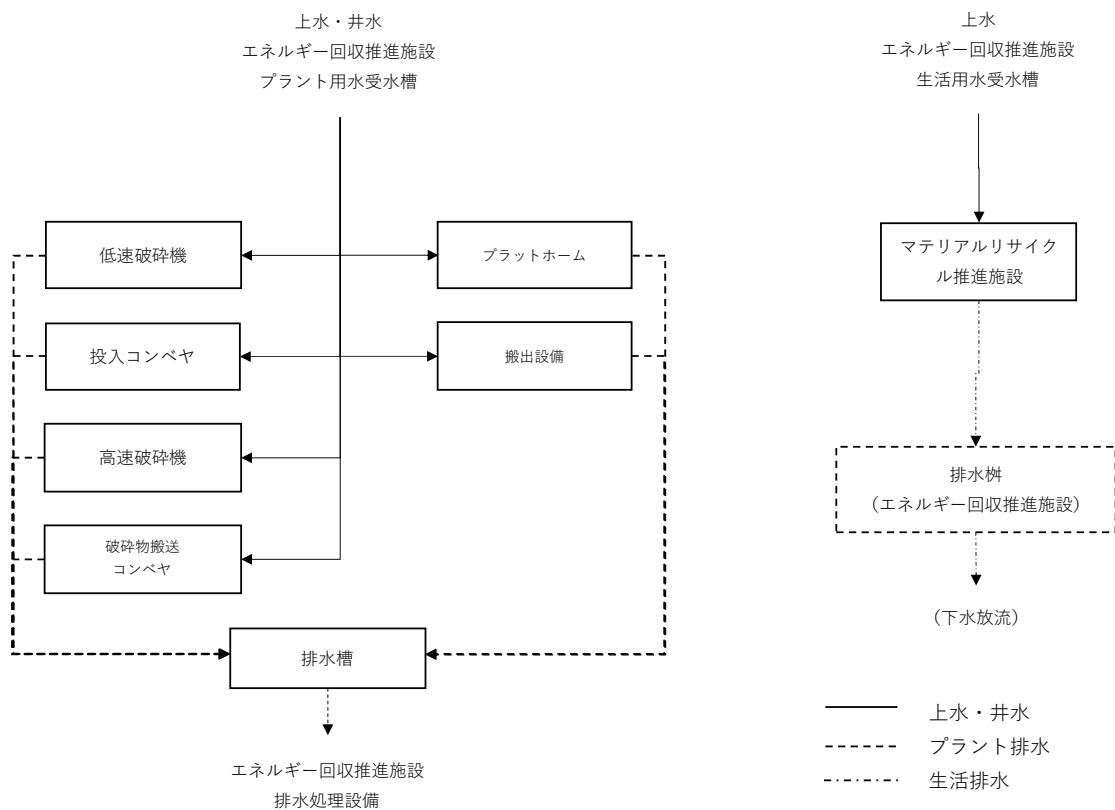 上水・井水
エネルギー回収推進施設
プラント用水受水槽
低速破砕機
プラットホーム
投入コンベヤ
搬出設備
高速破砕機
破砕物搬送
コンベヤ
排水槽
エネルギー回収推進施設
排水処理設備
上水
エネルギー回収推進施設
生活用水受水槽
マテリアルリサイク
ル推進施設
排水桝
（エネルギー回収推進施設）
（下水放流）
上水・井水
プラント排水
生活排水